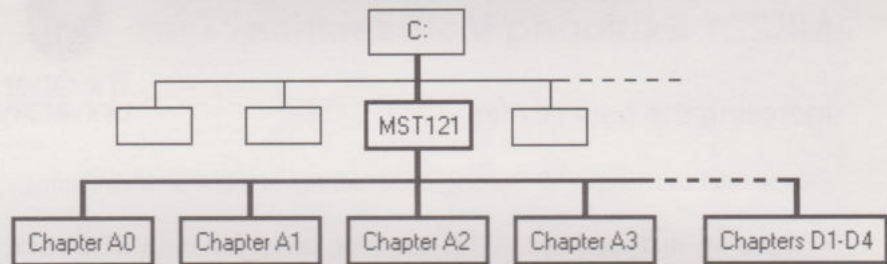 C:
MST121
Chapter A0
Chapter A1
Chapter A2
Chapter A3
Chapters D1-D4